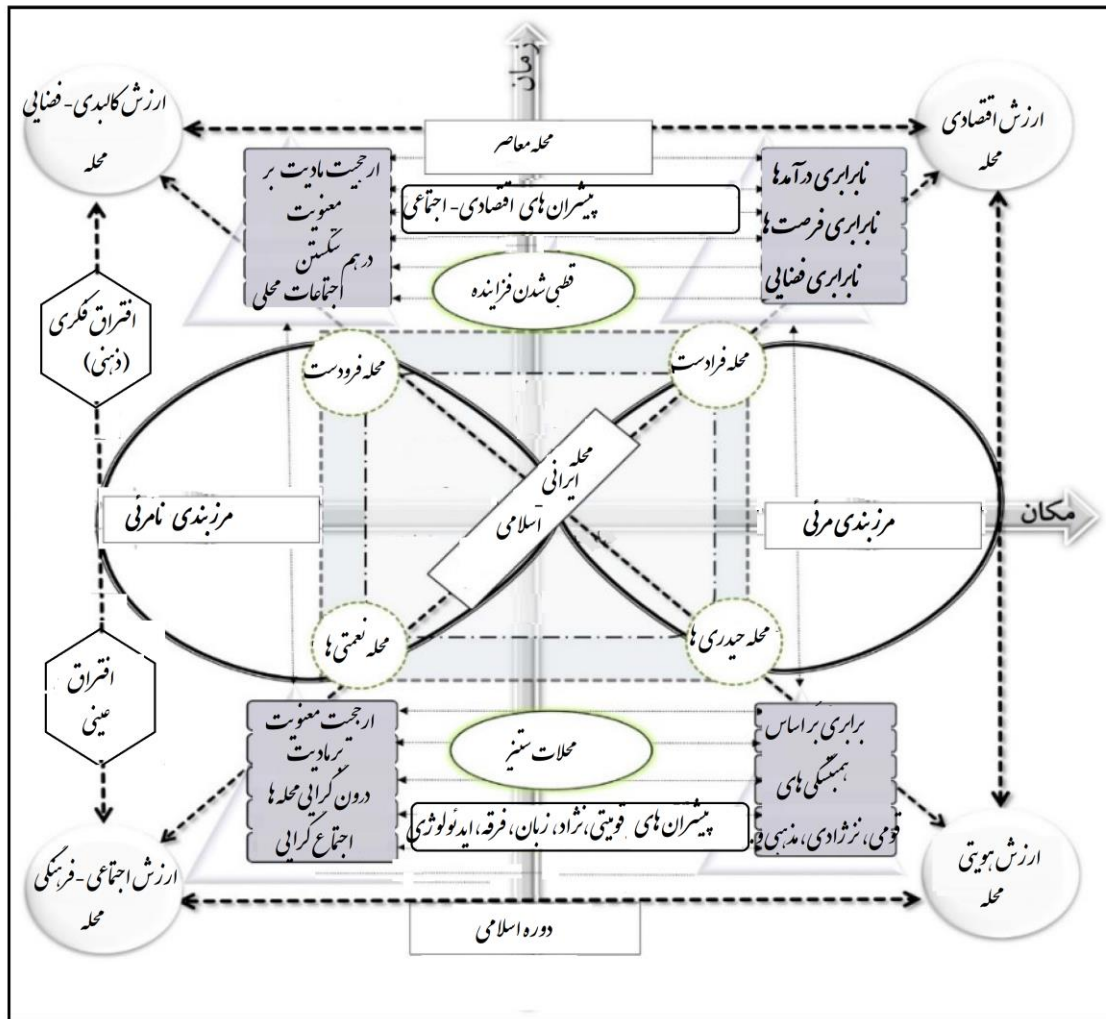 زمان
ارزش کالبدی- فضایی
محله
ارزش اقتصادی
محله
محله معاصر
ارجحیت مادیت بر
معنویت
درهم شکستن
اجتماعات محلی
پیشران های اقتصادی- اجتماعی
نابرابری درآمدها
نابرابری فرصت ها
نابرابری فضایی
قطبی شدن فزاینده
افتراق فکری
(ذهنی)
محله فرودست
محله فرادست
محله
ایرانی
-
اسلامی
مرزبندی نامرئی
مرزبندی مرئی
مکان
محله نعمتی ها
محله حیدری ها
افتراق
عینی
ارجحیت معنویت
برمادیت
درون گرایی محله ها
اجتماع گرایی
محلات ستیز
پیشران های قومیتی،نژاد، زبان، فرقه، ایدئولوژی
برابری بر اساس
همبستگی های
قومی، نژادی، مذهبی و
ارزش اجتماعی- فرهنگی
محله
ارزش هویتی
محله
دوره اسلامی